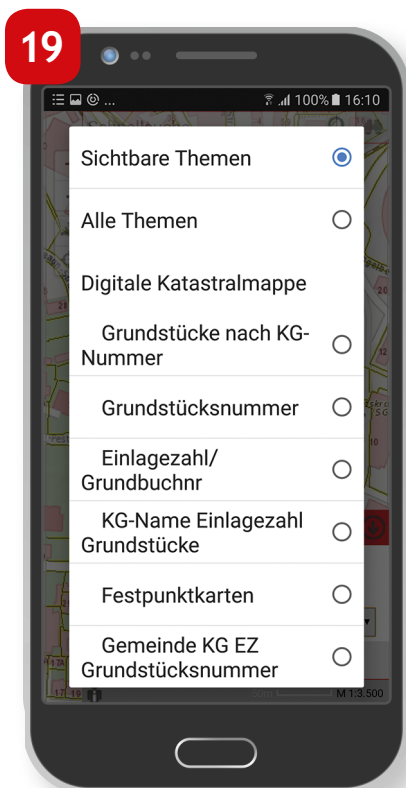 19
100% 16:10
Sichtbare Themen
Alle Themen
Digitale Katastralmappe
Grundstücke nach KG-
Nummer
Grundstücksnummer
Einlagezahl/
Grundbuchnr
KG-Name Einlagezahl
Grundstücke
Festpunktkarten
Gemeinde KG EZ
Grundstücksnummer
50m M 1:3.500